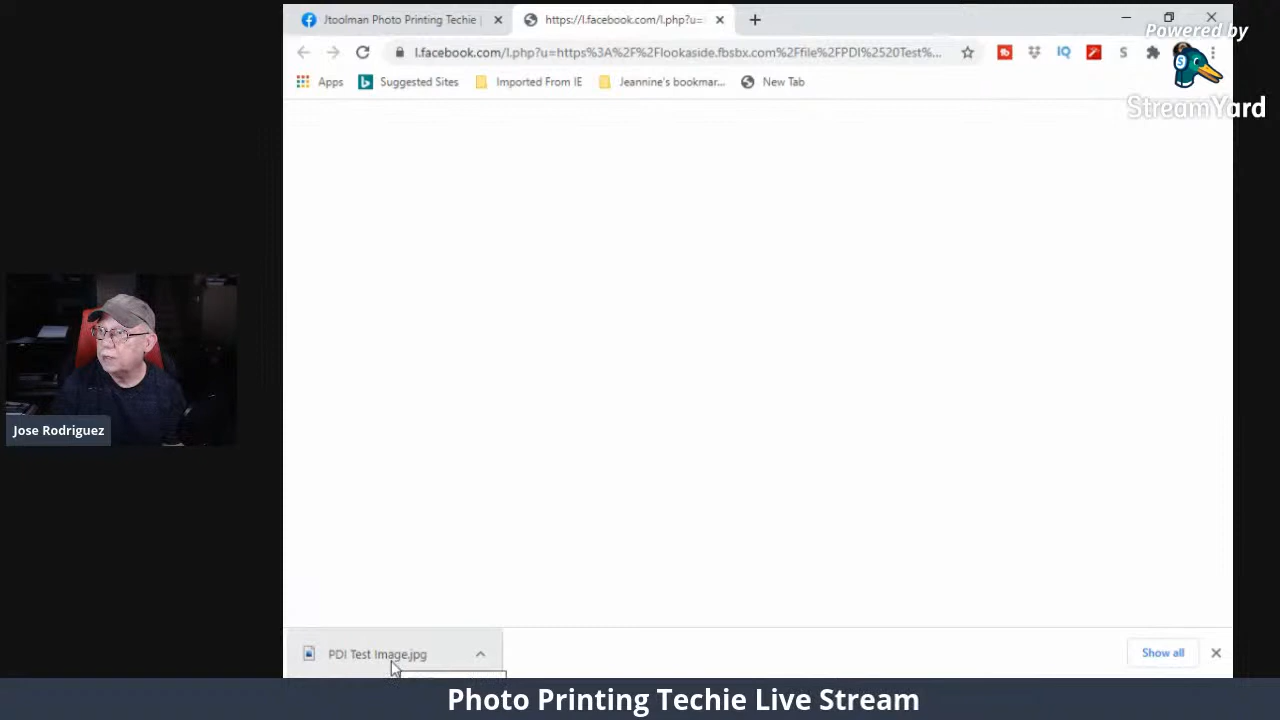 Jtoolman Photo Printing Techie |
https://l.facebook.com/l.php?u=
Powered by
l.facebook.com/l.php?u=https%3A%2F%2Flookaside.fbsbx.com%2Ffile%2FPDI%2520Test%...
IQ
S
Apps
Suggested Sites
Imported From IE
Jeannine's bookmar...
New Tab
S
StreamYard
Jose Rodriguez
PDI Test Image.jpg
Show all
Photo Printing Techie Live Stream